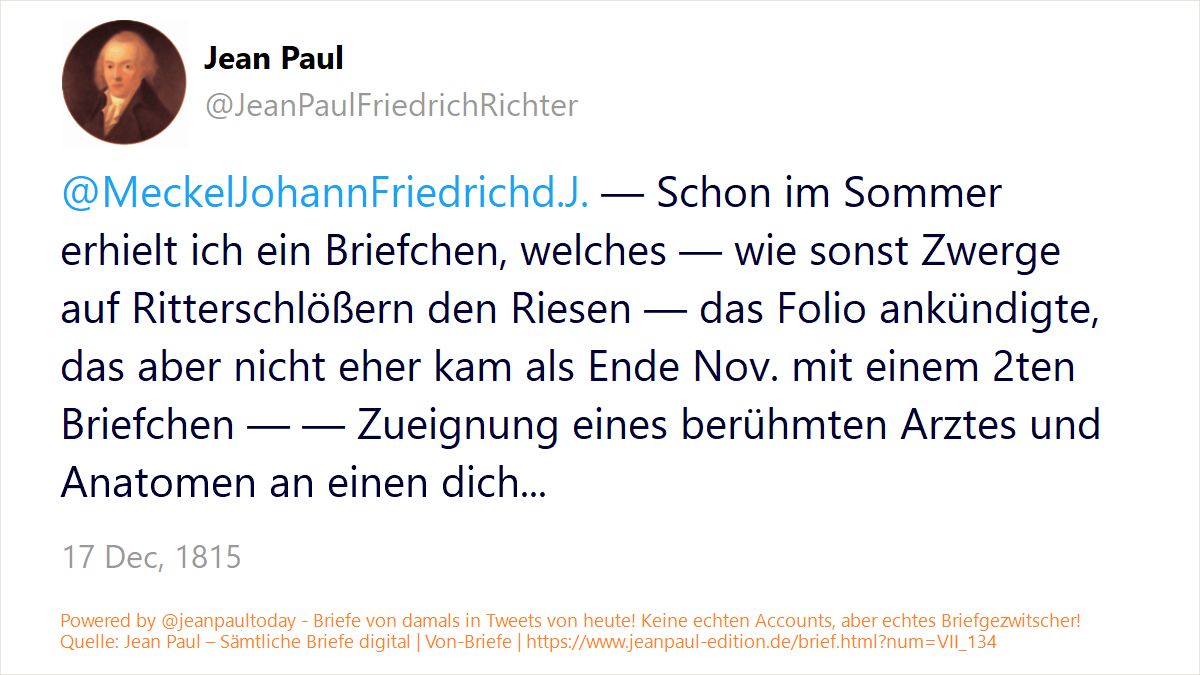 Jean Paul
@JeanPaulFriedrichRichter
@MeckelJohannFriedrichd.J. — Schon im Sommer
erhielt ich ein Briefchen, welches — wie sonst Zwerge
auf Ritterschlößern den Riesen — das Folio ankündigte,
das aber nicht eher kam als Ende Nov. mit einem 2ten
Briefchen — — Zueignung eines berühmten Arztes und
Anatomen an einen dich...
17 Dec, 1815
Powered by @jeanpaultoday - Briefe von damals in Tweets von heute! Keine echten Accounts, aber echtes Briefgezwitscher!
Quelle: Jean Paul – Sämtliche Briefe digital | Von-Briefe | https://www.jeanpaul-edition.de/brief.html?num=VII_134